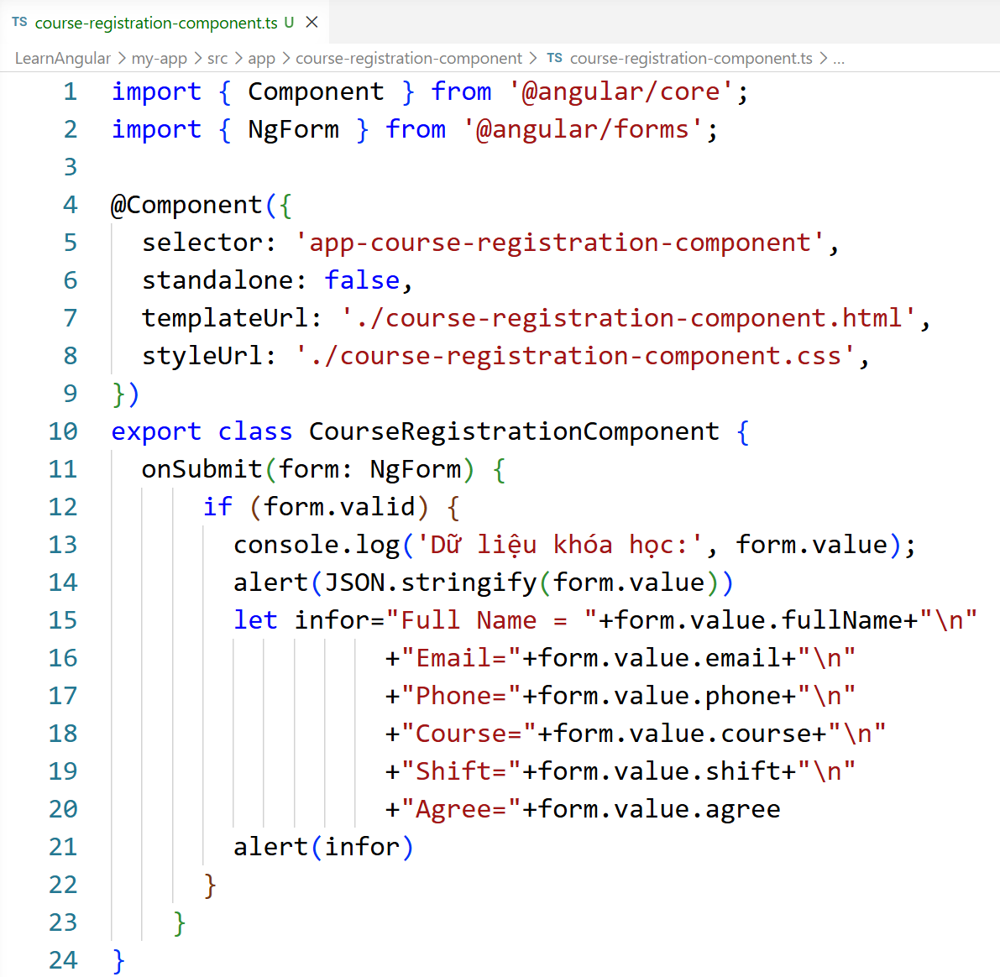 TS course-registration-component.ts U ×
LearnAngular > my-app > src > app > course-registration-component > TS course-registration-component.ts > ...
1 import { Component } from '@angular/core';
2 import { NgForm } from '@angular/forms';
3
4 @Component({
5 selector: 'app-course-registration-component',
6 standalone: false,
7 templateUrl: './course-registration-component.html',
8 styleUrl: './course-registration-component.css',
9 })
10 export class CourseRegistrationComponent {
11 onSubmit(form: NgForm) {
12 if (form.valid) {
13 console.log('Dữ liệu khóa học:', form.value);
14 alert(JSON.stringify(form.value))
15 let infor="Full Name = "+form.value.fullName+"\n"
16 +"Email="+form.value.email+"\n"
17 +"Phone="+form.value.phone+"\n"
18 +"Course="+form.value.course+"\n"
19 +"Shift="+form.value.shift+"\n"
20 +"Agree="+form.value.agree
21 alert(infor)
22 }
23 }
24 }